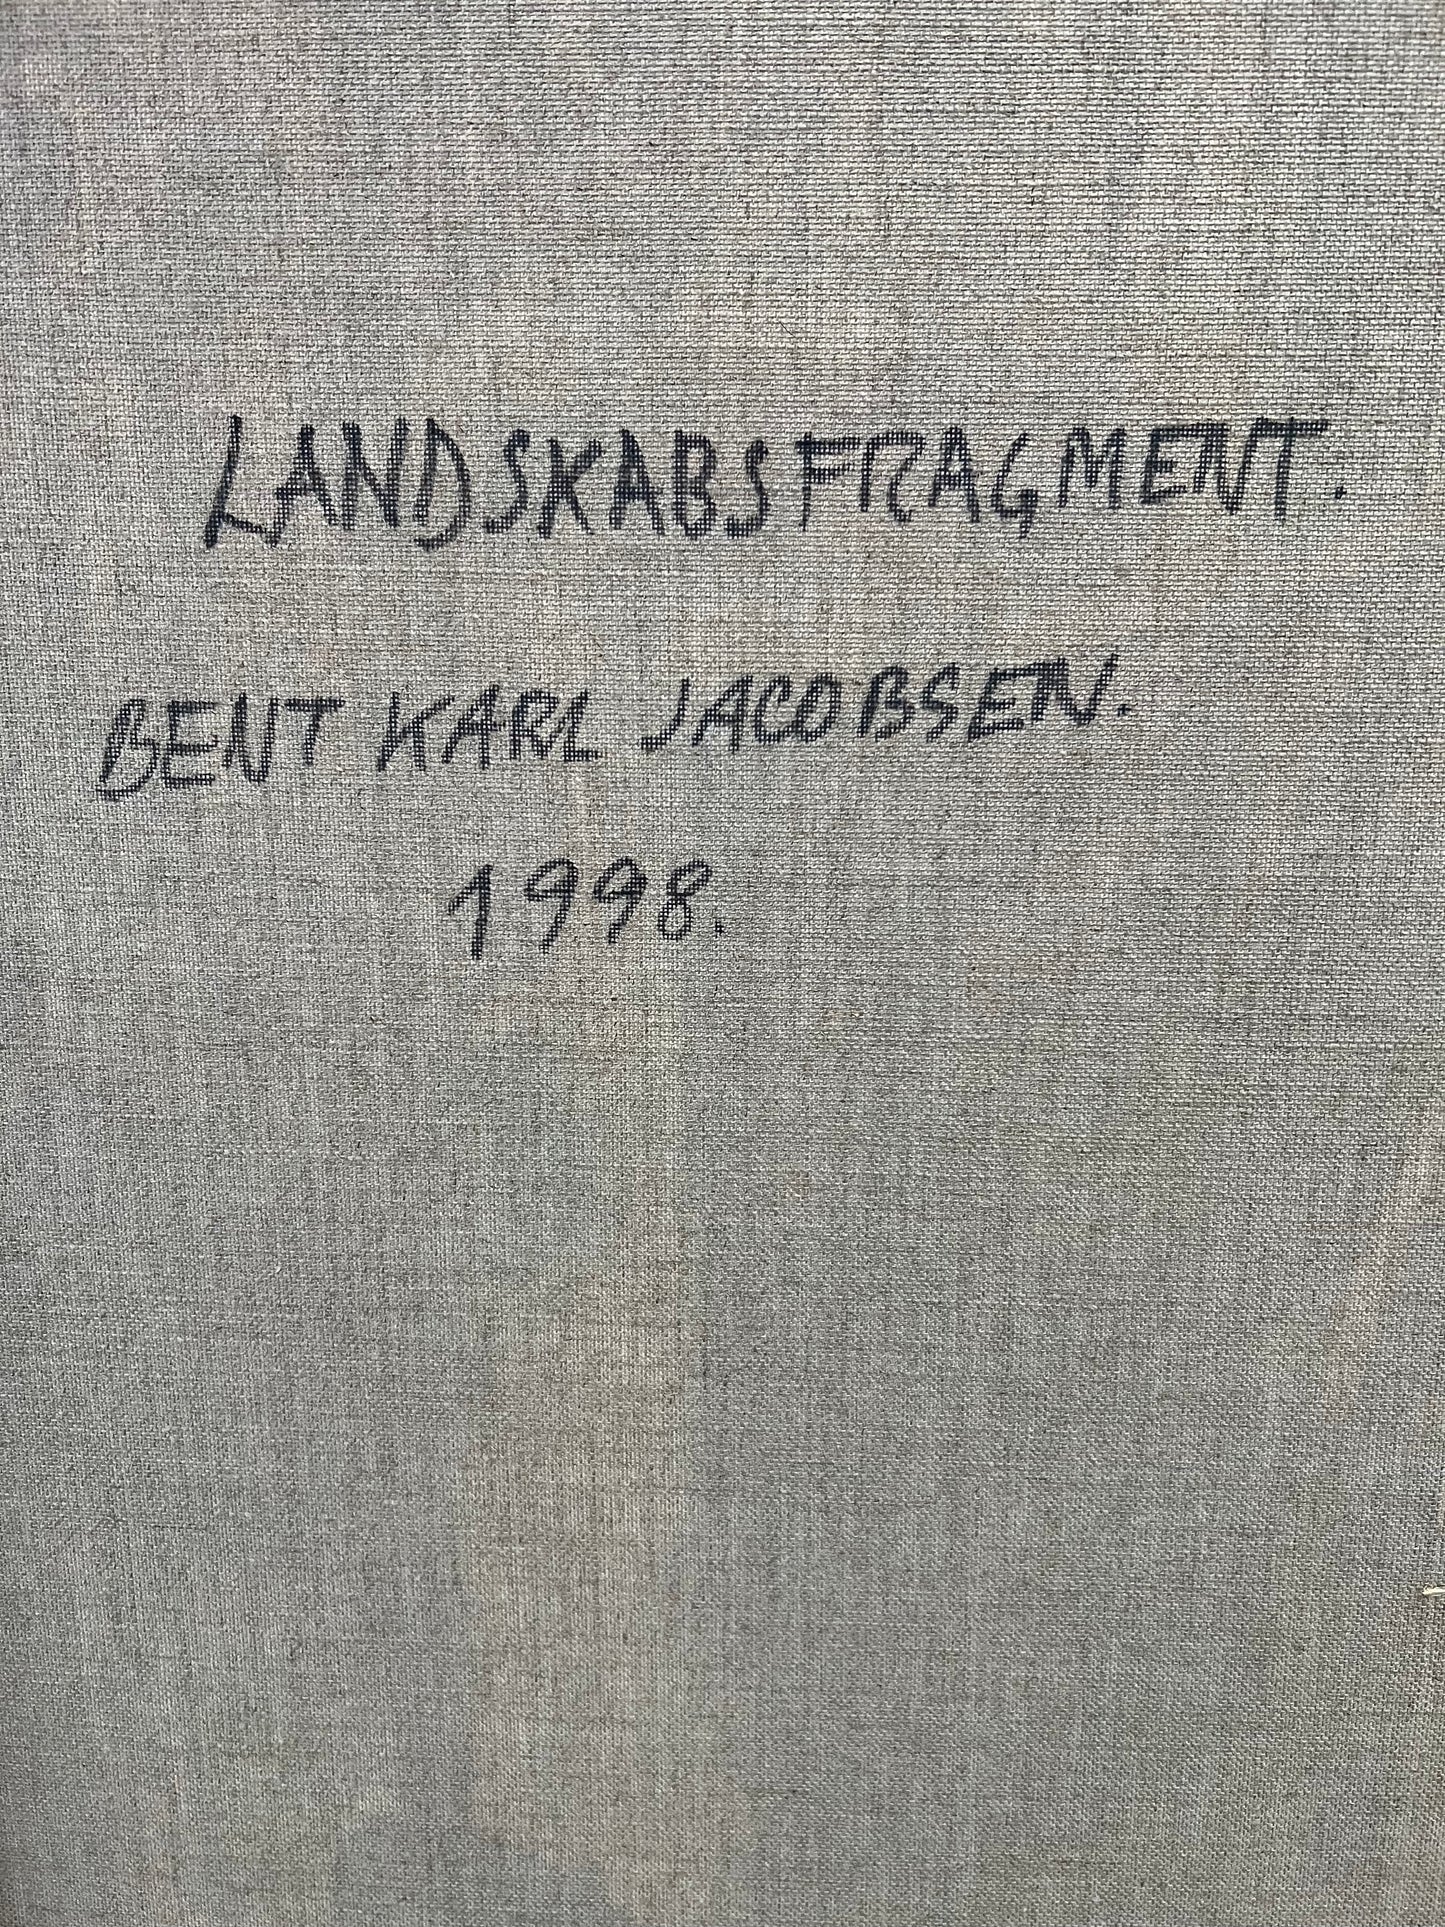 LANDSKABSFRAGMENT.
BENT KARL JACOBSEN.
1998.